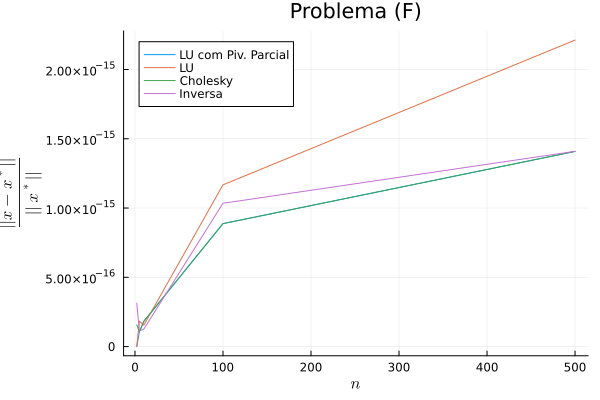 Problema (F)
LU com Piv. Parcial
LU
Cholesky
Inversa
2.00×10⁻¹⁵
1.50×10⁻¹⁵
1.00×10⁻¹⁵
5.00×10⁻¹⁶
0
||x − x*||
||x*||
0 100 200 300 400 500
n